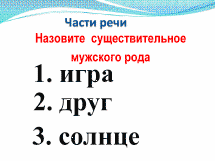 Части речи
Назовите существительное
мужского рода
1. игра
2. друг
3. солнце